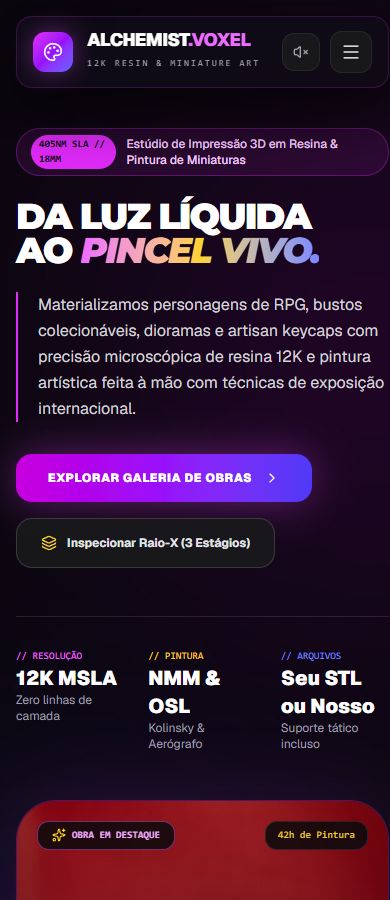 ALCHEMIST.VOXEL
12K RESIN & MINIATURE ART
405NM SLA //
18MM
Estúdio de Impressão 3D em Resina &
Pintura de Miniaturas
DA LUZ LÍQUIDA
AO PINCEL VIVO.
Materializamos personagens de RPG, bustos
colecionáveis, dioramas e artisan keycaps com
precisão microscópica de resina 12K e pintura
artística feita à mão com técnicas de exposição
internacional.
EXPLORAR GALERIA DE OBRAS
Inspecionar Raio-X (3 Estágios)
// RESOLUÇÃO
12K MSLA
Zero linhas de
camada
// PINTURA
NMM &
OSL
Kolinsky &
Aerógrafo
// ARQUIVOS
Seu STL
ou Nosso
Suporte tático
incluso
OBRA EM DESTAQUE
42h de Pintura